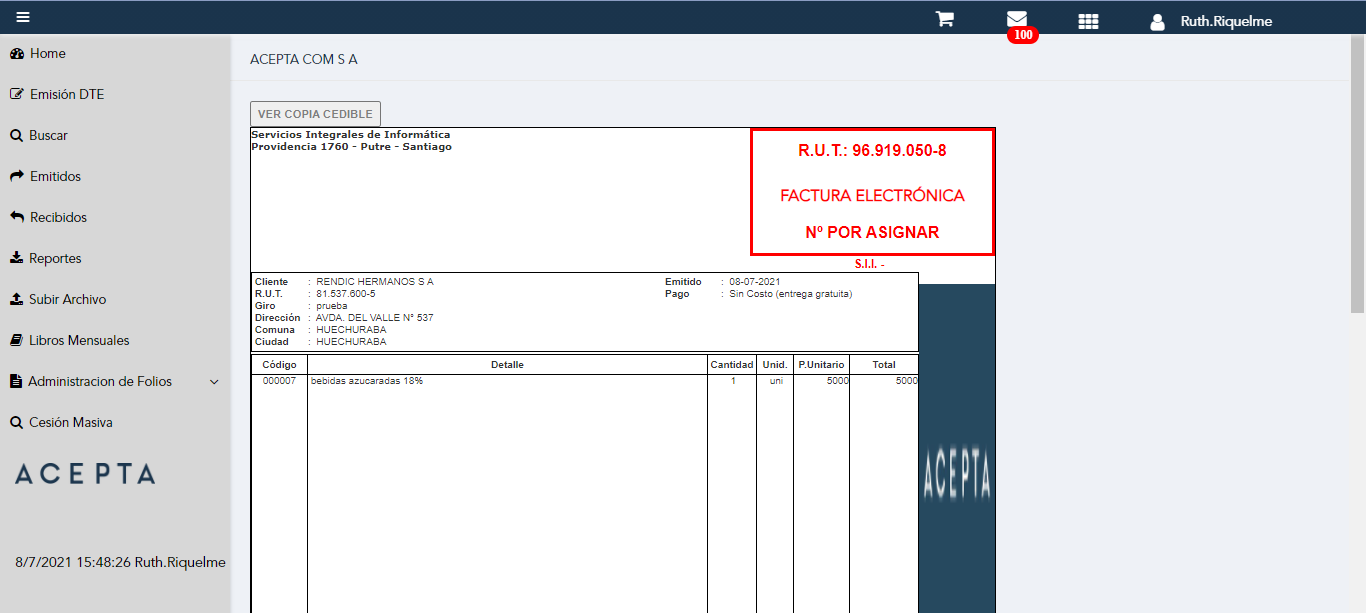 Ruth.Riquelme
100
Home
Emisión DTE
Buscar
Emitidos
Recibidos
Reportes
Subir Archivo
Libros Mensuales
Administracion de Folios
Cesión Masiva
ACEPTA
8/7/2021 15:48:26 Ruth.Riquelme
ACEPTA COM S A
VER COPIA CEDIBLE
Servicios Integrales de Informática
Providencia 1760 - Putre - Santiago
R.U.T.: 96.919.050-8
FACTURA ELECTRÓNICA
Nº POR ASIGNAR
S.I.I. -
Cliente : RENDIC HERMANOS S A
R.U.T. : 81.537.600-5
Giro : prueba
Dirección : AVDA. DEL VALLE N° 537
Comuna : HUECHURABA
Ciudad : HUECHURABA
Emitido : 08-07-2021
Pago : Sin Costo (entrega gratuita)
Código Detalle Cantidad Unid. P.Unitario Total
000007 bebidas azucaradas 18% 1 uni 5000 5000
ACEPTA